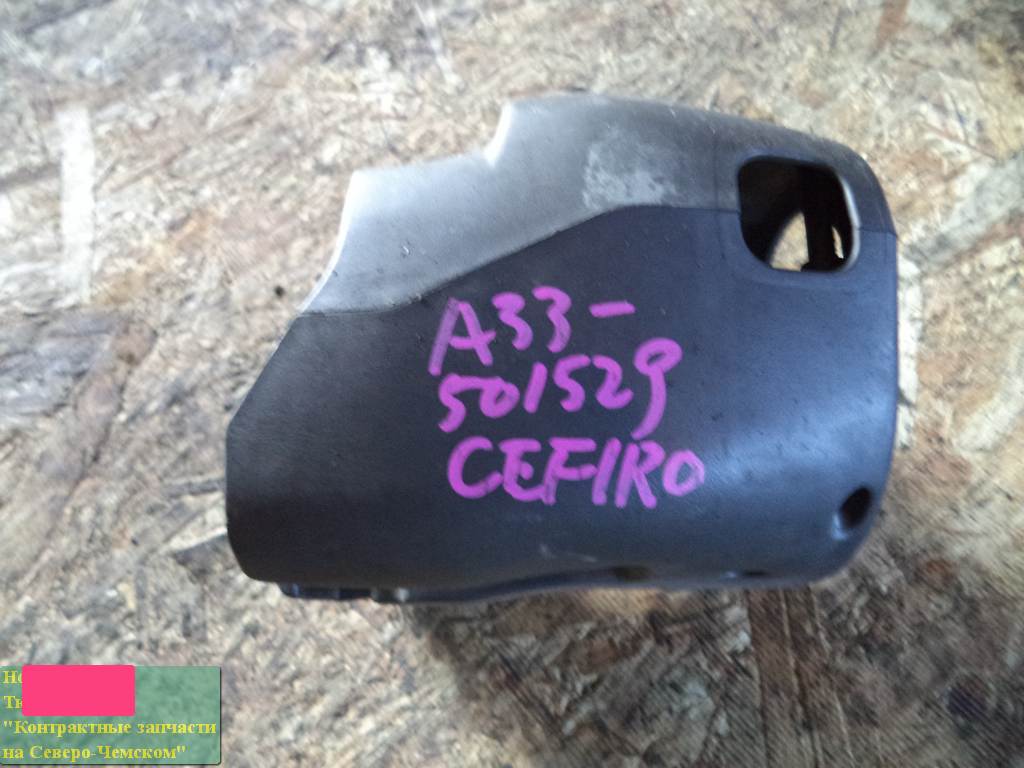 A33-
501529
CEFIRO
"Контрактные запчасти
на Северо-Чемском"